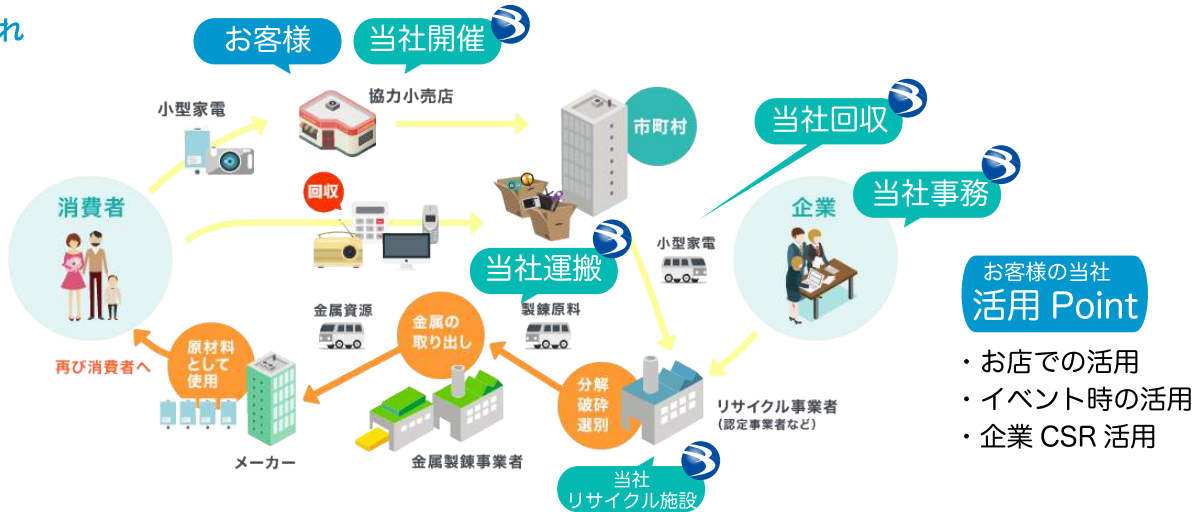 れ
お客様
当社開催
小型家電
協力小売店
市町村
当社回収
回収
消費者
企業
当社事務
小型家電
当社運搬
お客様の当社
活用 Point
金属資源
金属の
取り出し
製錬原料
再び消費者へ
原材料
として
使用
分解
破砕
選別
リサイクル事業者
（認定事業者など）
・お店での活用
・イベント時の活用
・企業 CSR 活用
メーカー
金属製錬事業者
当社
リサイクル施設